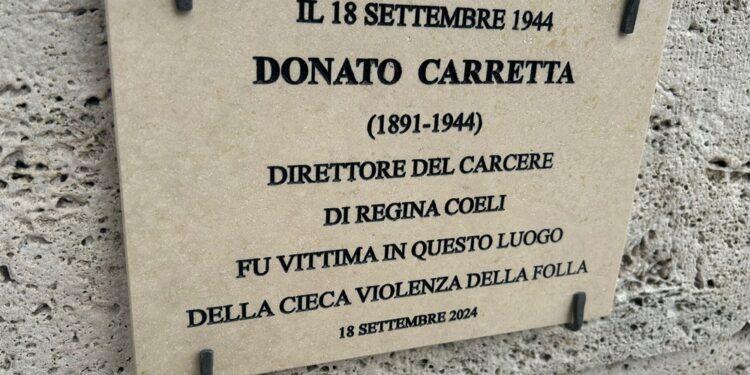 IL 18 SETTEMBRE 1944
DONATO CARRETTA
(1891-1944)
DIRETTORE DEL CARCERE
DI REGINA COELI
FU VITTIMA IN QUESTO LUOGO
DELLA CIECA VIOLENZA DELLA FOLLA
18 SETTEMBRE 2024